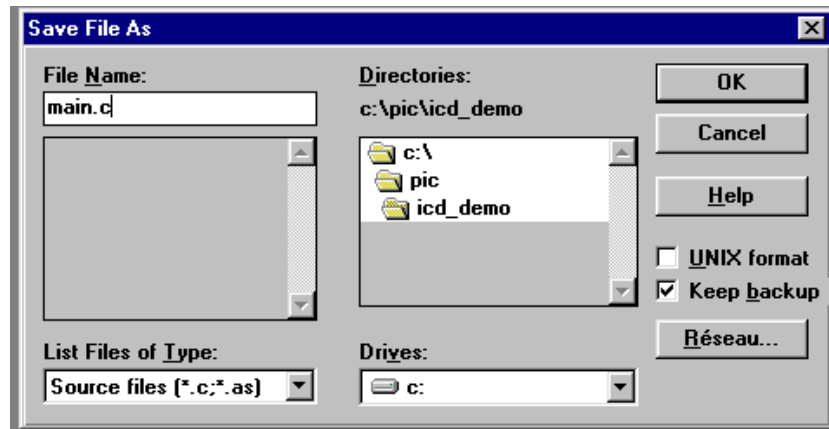 Save File As
File Name:
main.c
List Files of Type:
Source files (*.c;*.as)
Directories:
c:\pic\icd_demo
c:\
pic
icd_demo
Drives:
c:
OK
Cancel
Help
UNIX format
Keep backup
Réseau...